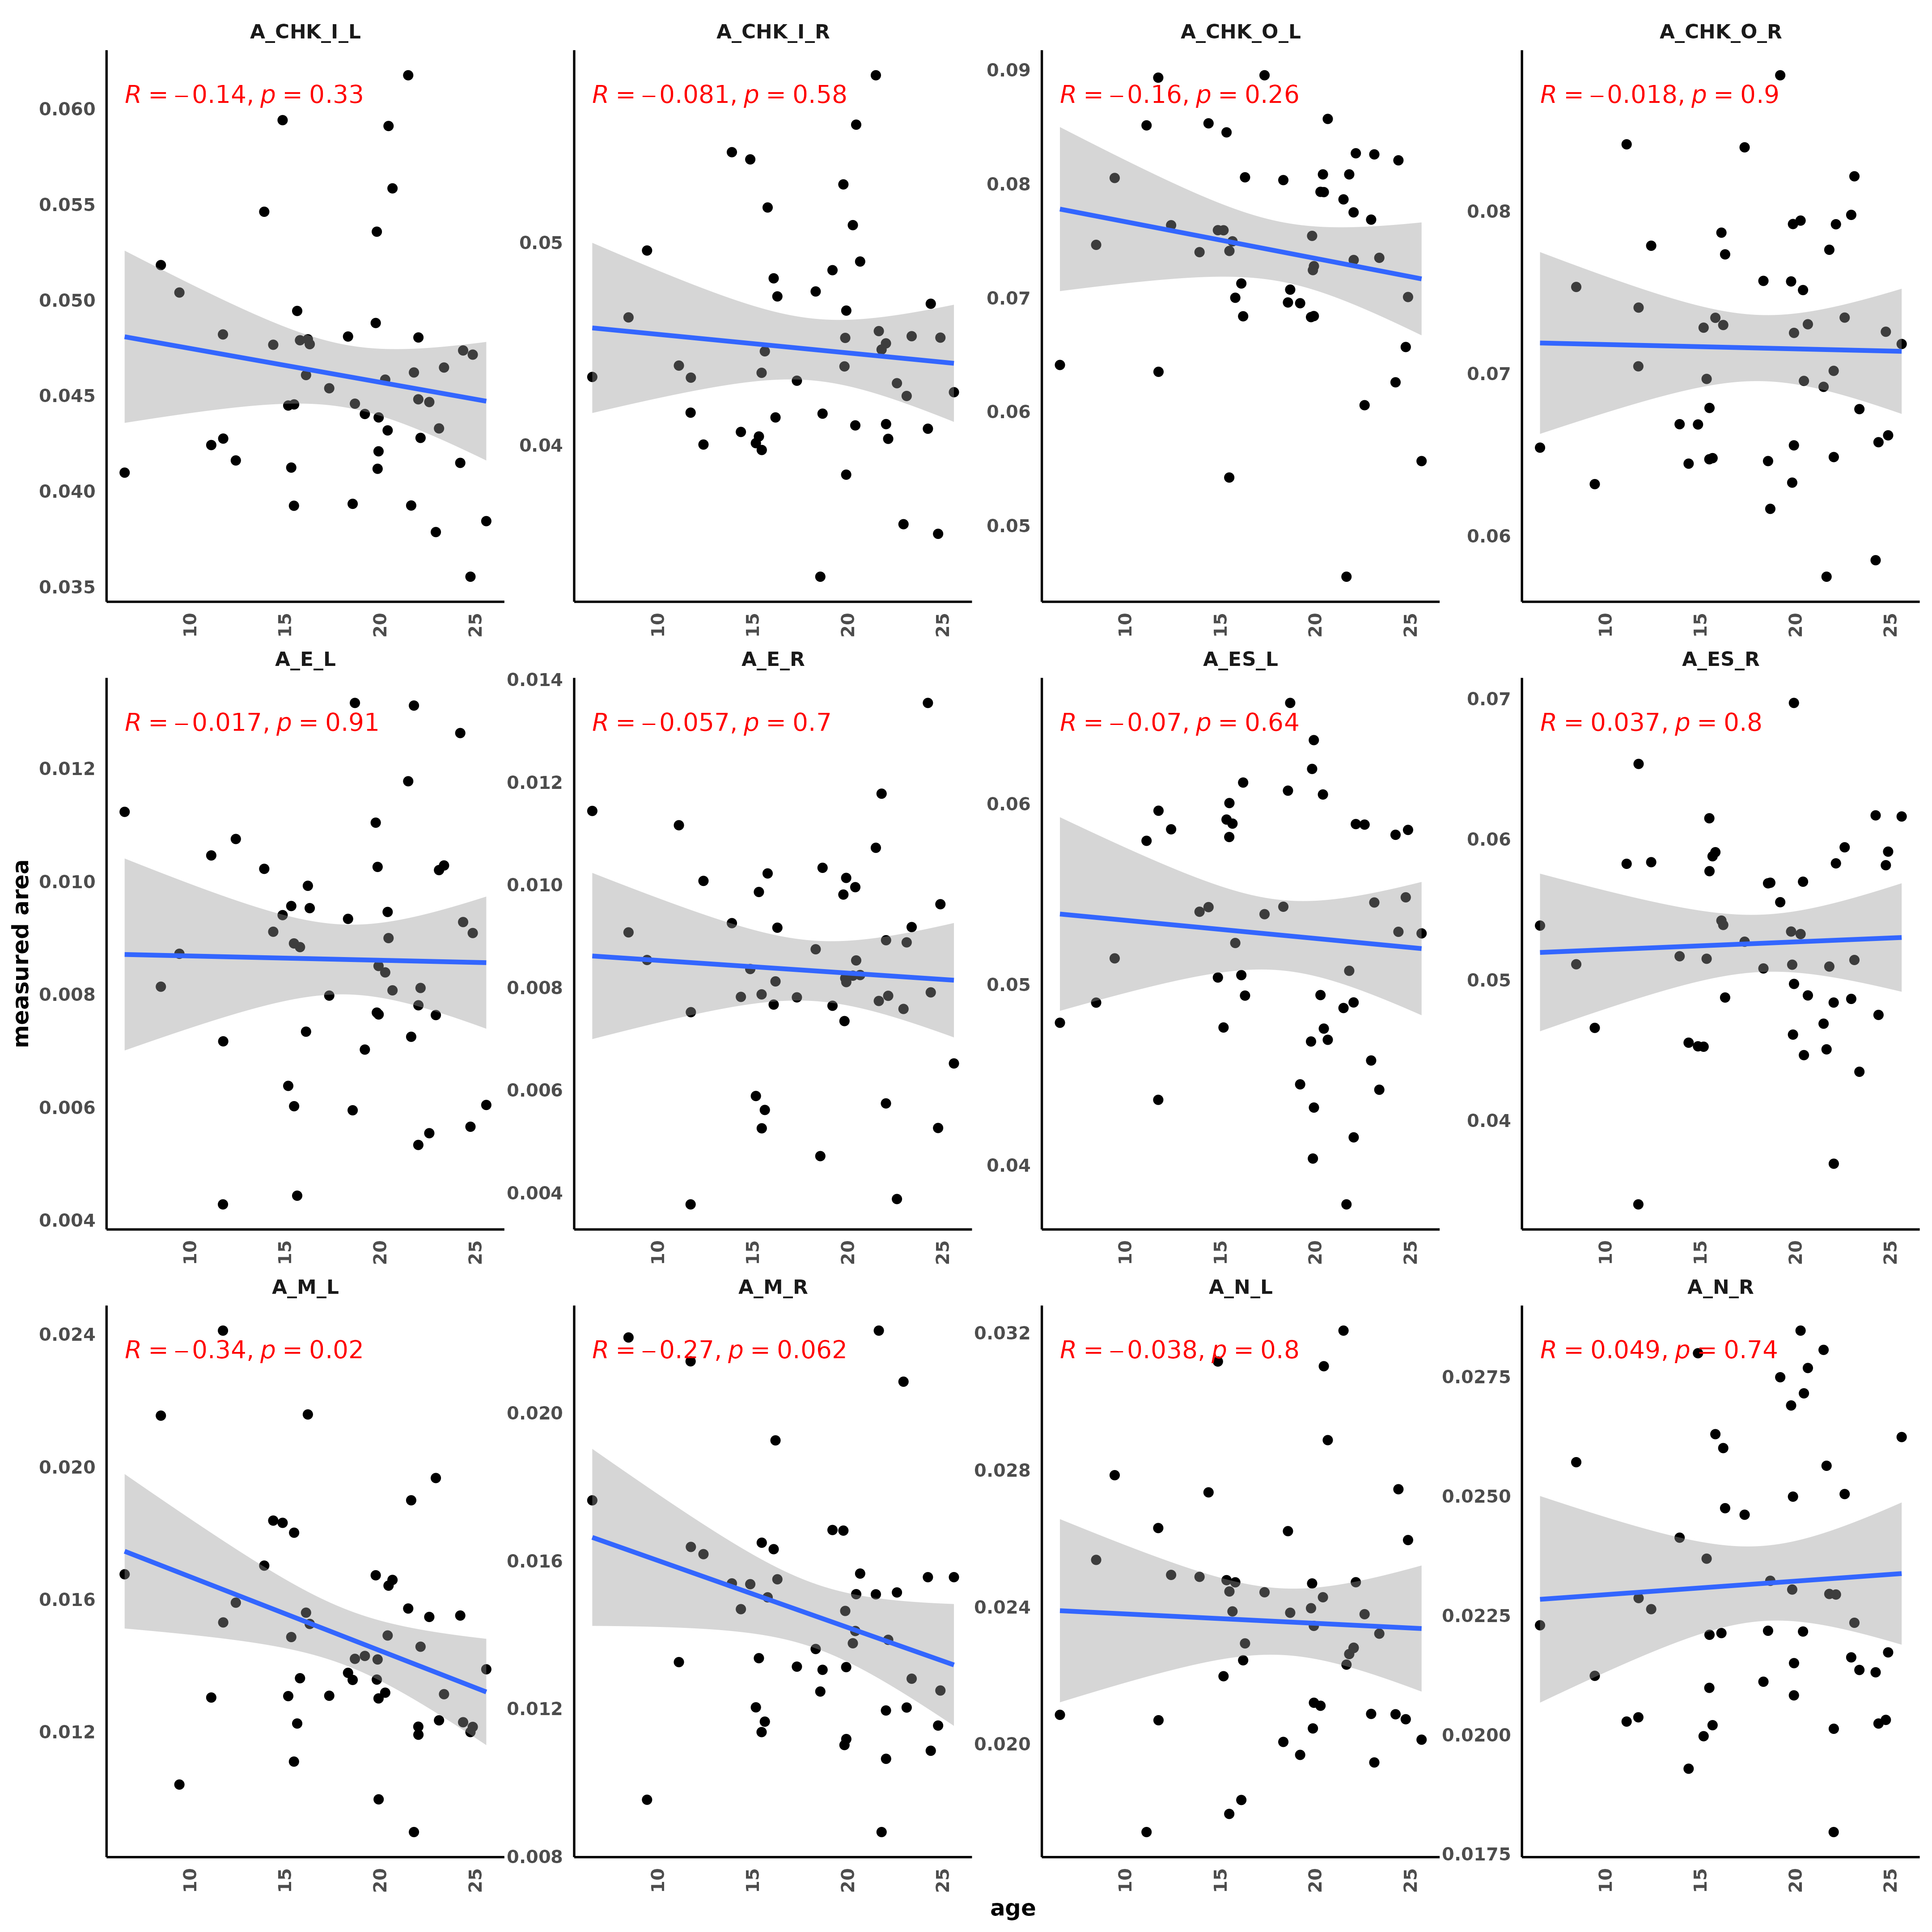 A_CHK_I_L A_CHK_I_R A_CHK_O_L A_CHK_O_R
R = −0.14, p = 0.33 R = −0.081, p = 0.58 R = −0.16, p = 0.26 R = −0.018, p = 0.9
0.060 0.055 0.050 0.045 0.040 0.035
0.05 0.04
0.09 0.08 0.07 0.06 0.05
0.08 0.07 0.06
10 15 20 25 10 15 20 25 10 15 20 25 10 15 20 25
A_E_L A_E_R A_ES_L A_ES_R
R = −0.017, p = 0.91 R = −0.057, p = 0.7 R = −0.07, p = 0.64 R = 0.037, p = 0.8
0.012 0.010 0.008 0.006 0.004
0.014 0.012 0.010 0.008 0.006 0.004
0.06 0.05 0.04
0.07 0.06 0.05 0.04
measured area
10 15 20 25 10 15 20 25 10 15 20 25 10 15 20 25
A_M_L A_M_R A_N_L A_N_R
R = −0.34, p = 0.02 R = −0.27, p = 0.062 R = −0.038, p = 0.8 R = 0.049, p = 0.74
0.024 0.020 0.016 0.012
0.020 0.016 0.012 0.008
0.032 0.028 0.024 0.020
0.0275 0.0250 0.0225 0.0200 0.0175
10 15 20 25 10 15 20 25 10 15 20 25 10 15 20 25
age